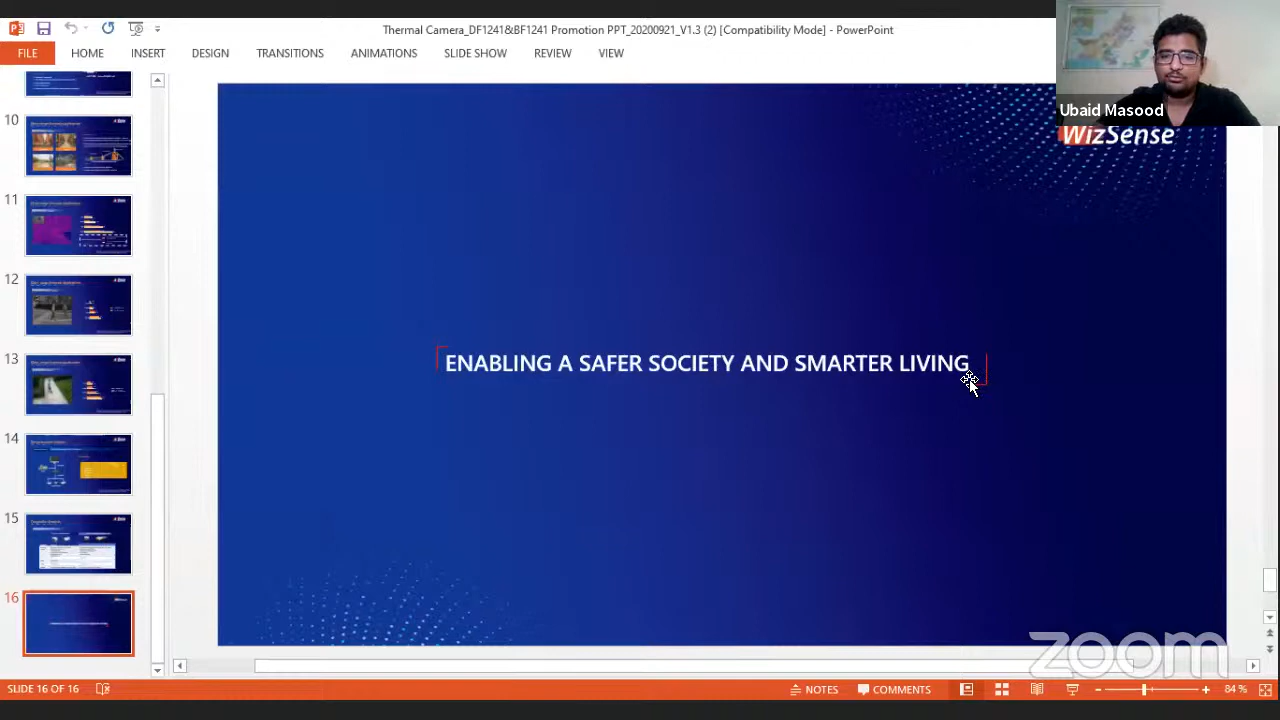 Thermal Camera_DF1241&BF1241 Promotion PPT_20200921_V1.3 (2) [Compatibility Mode] - PowerPoint
FILE HOME INSERT DESIGN TRANSITIONS ANIMATIONS SLIDE SHOW REVIEW VIEW
Ubaid Masood
WizSense
10
11
12
13
14
15
16
ENABLING A SAFER SOCIETY AND SMARTER LIVING
zoom
SLIDE 16 OF 16 NOTES COMMENTS 84 %